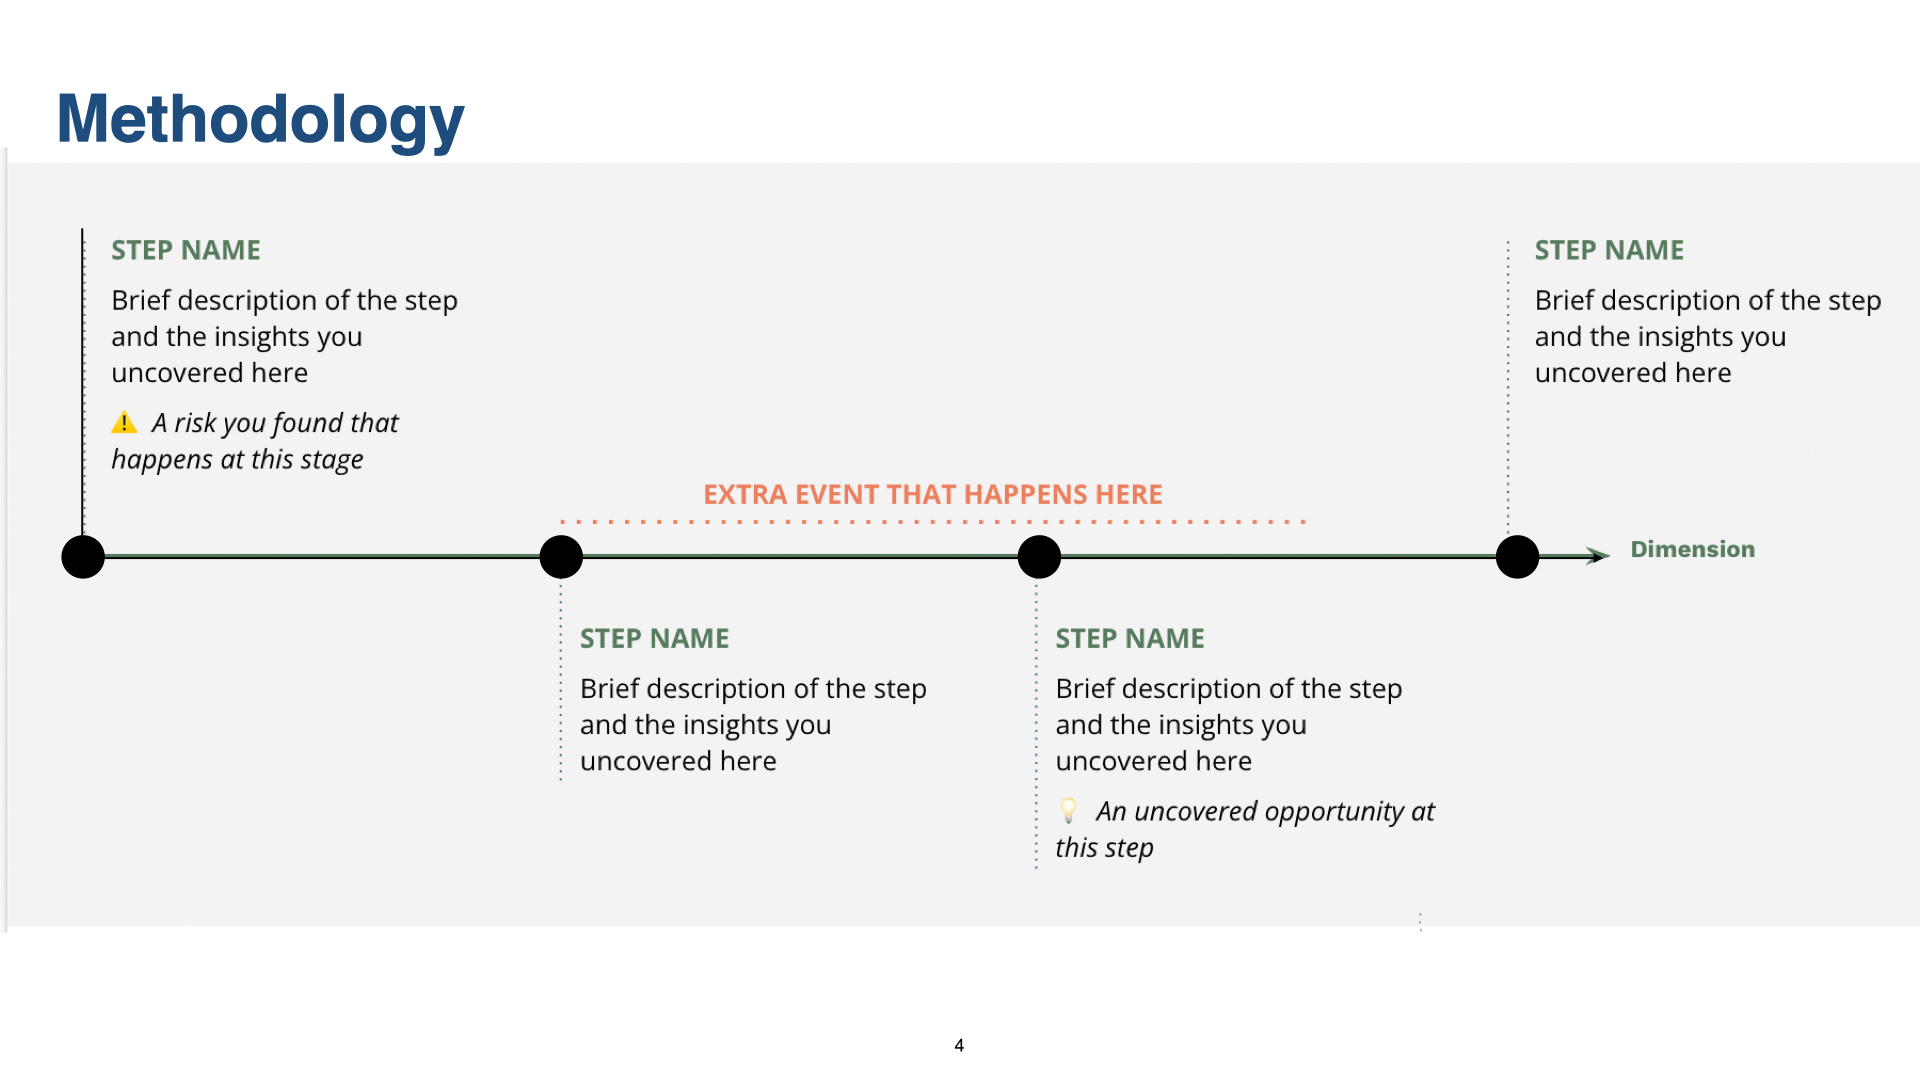 Methodology
STEP NAME
Brief description of the step
and the insights you
uncovered here
⚠️ A risk you found that
happens at this stage
STEP NAME
Brief description of the step
and the insights you
uncovered here
EXTRA EVENT THAT HAPPENS HERE
Dimension
STEP NAME
Brief description of the step
and the insights you
uncovered here
STEP NAME
Brief description of the step
and the insights you
uncovered here
💡 An uncovered opportunity at
this step
4